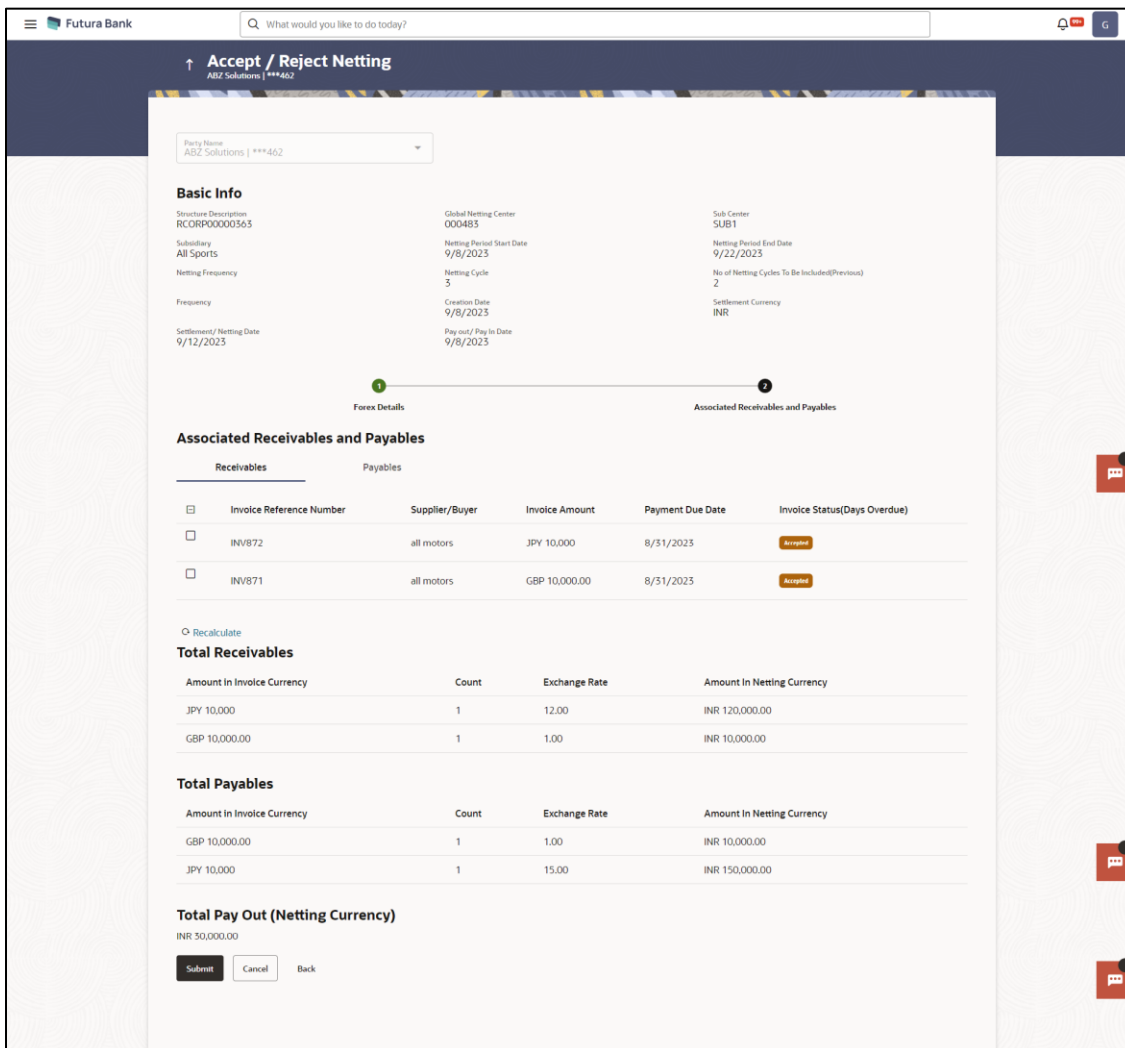 Futura Bank
What would you like to do today?
99+
G
Accept / Reject Netting
ABZ Solutions | ***462
Party Name
ABZ Solutions | ***462
Basic Info
Structure Description Global Netting Center Sub Center
RCORP00000363 000483 SUB1
Subsidiary Netting Period Start Date Netting Period End Date
All Sports 9/8/2023 9/22/2023
Netting Frequency Netting Cycle No of Netting Cycles To Be Included(Previous)
3 2
Frequency Creation Date Settlement Currency
9/8/2023 INR
Settlement/ Netting Date Pay out/ Pay In Date
9/12/2023 9/8/2023
1 2
Forex Details Associated Receivables and Payables
Associated Receivables and Payables
Receivables Payables
Invoice Reference Number Supplier/Buyer Invoice Amount Payment Due Date Invoice Status(Days Overdue)
INV872 all motors JPY 10,000 8/31/2023 Accepted
INV871 all motors GBP 10,000.00 8/31/2023 Accepted
Recalculate
Total Receivables
Amount In Invoice Currency Count Exchange Rate Amount In Netting Currency
JPY 10,000 1 12.00 INR 120,000.00
GBP 10,000.00 1 1.00 INR 10,000.00
Total Payables
Amount in Invoice Currency Count Exchange Rate Amount In Netting Currency
GBP 10,000.00 1 1.00 INR 10,000.00
JPY 10,000 1 15.00 INR 150,000.00
Total Pay Out (Netting Currency)
INR 30,000.00
Submit Cancel Back